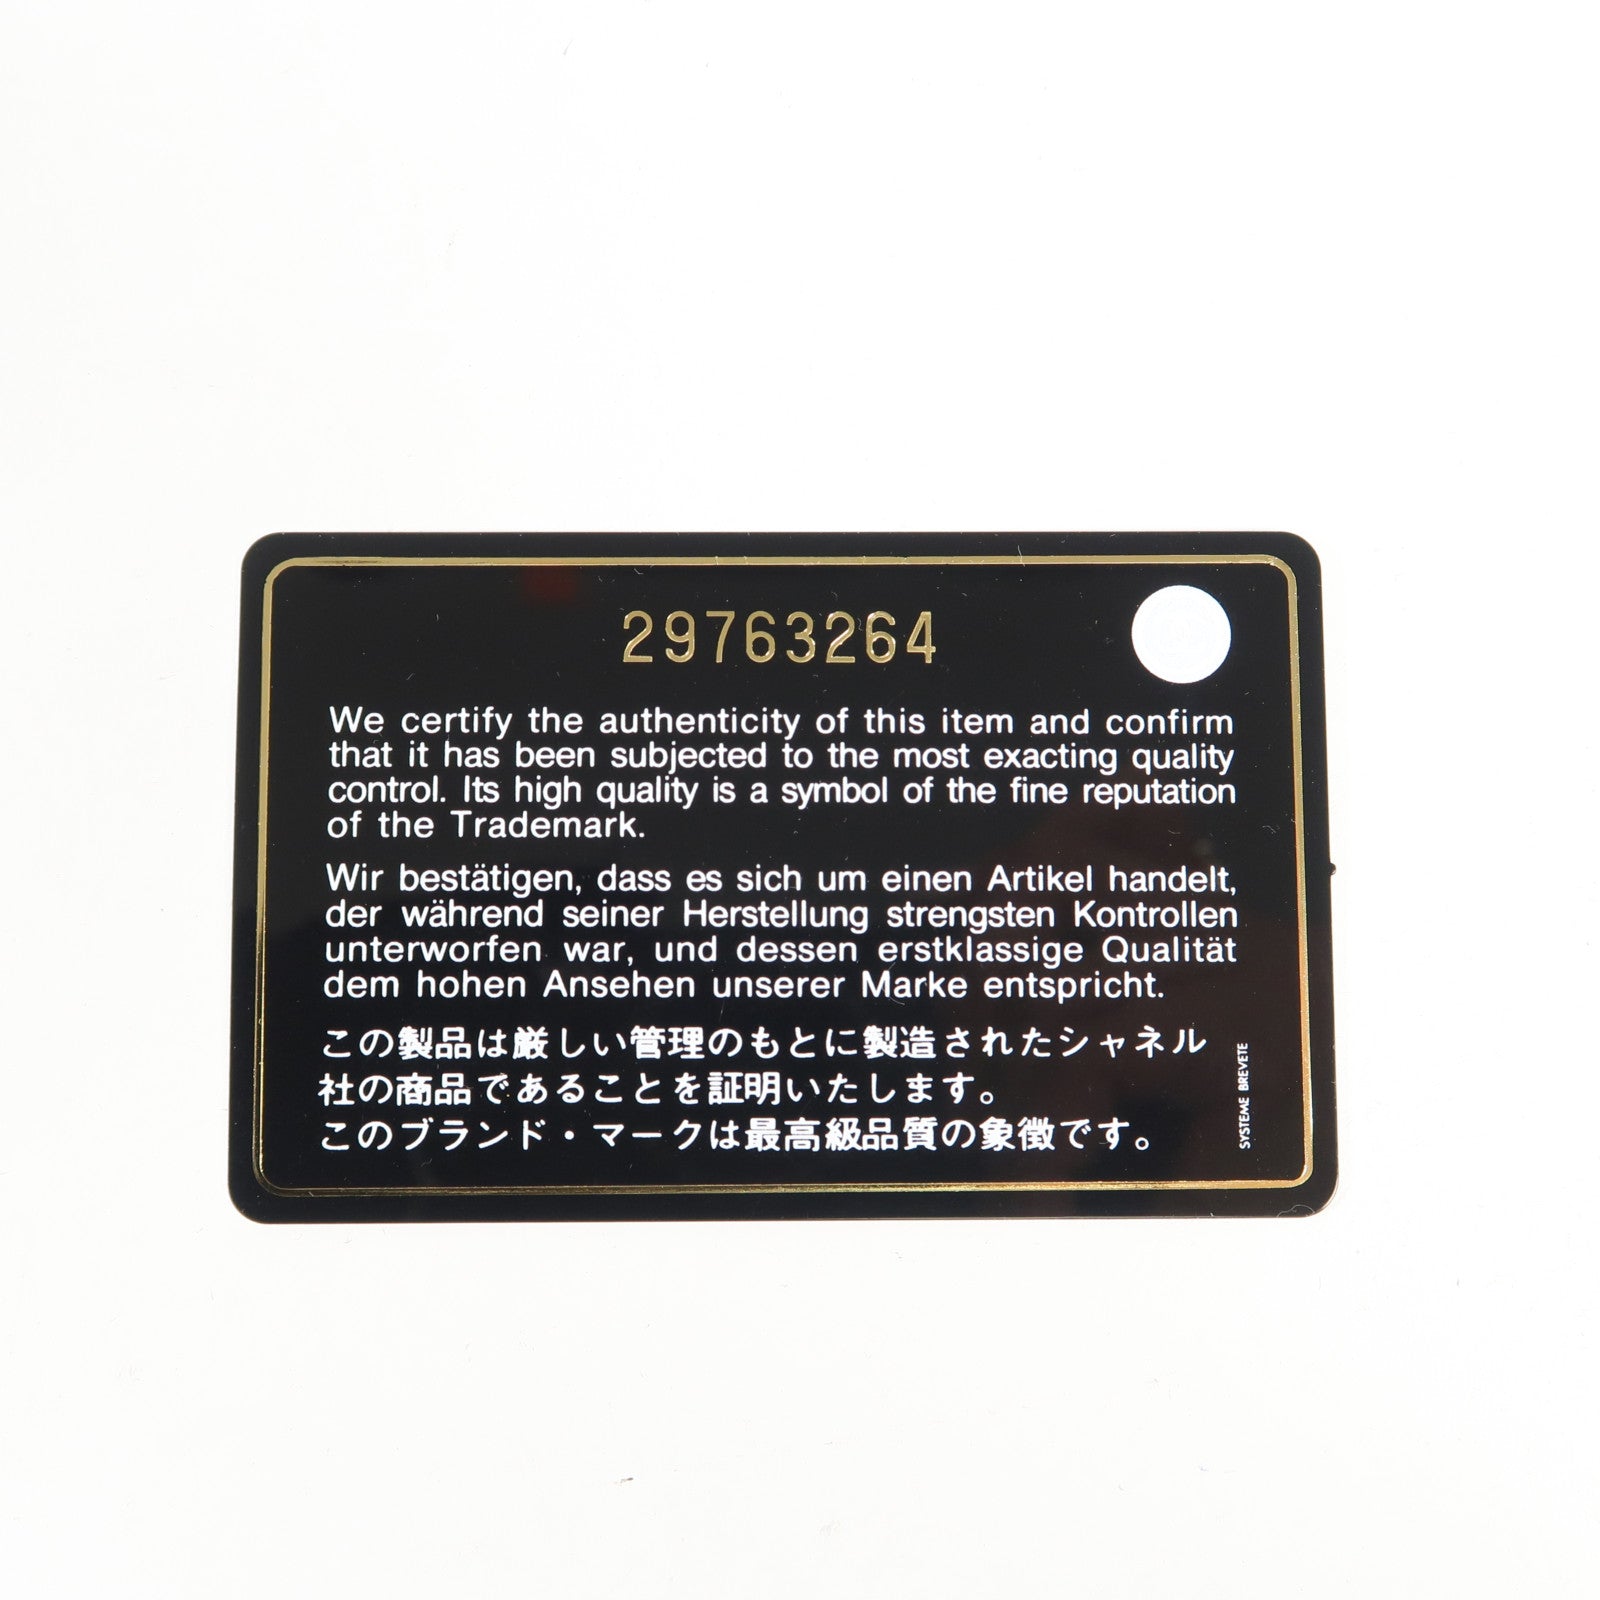 29763264
We certify the authenticity of this item and confirm
that it has been subjected to the most exacting quality
control. Its high quality is a symbol of the fine reputation
of the Trademark.
Wir bestätigen, dass es sich um einen Artikel handelt,
der während seiner Herstellung strengsten Kontrollen
unterworfen war, und dessen erstklassige Qualität
dem hohen Ansehen unserer Marke entspricht.
この製品は厳しい管理のもとに製造されたシャネル
社の商品であることを証明いたします。
このブランド・マークは最高級品質の象徴です。
SYSTEME BREVETE